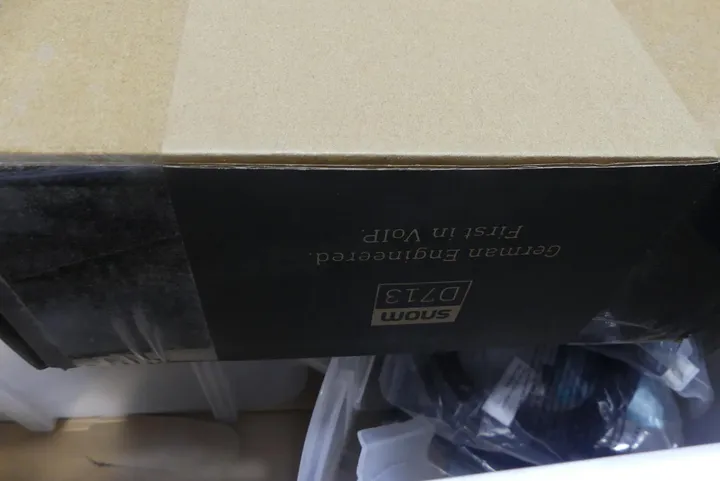 snom
D713
German Engineered.
First in VoIP.